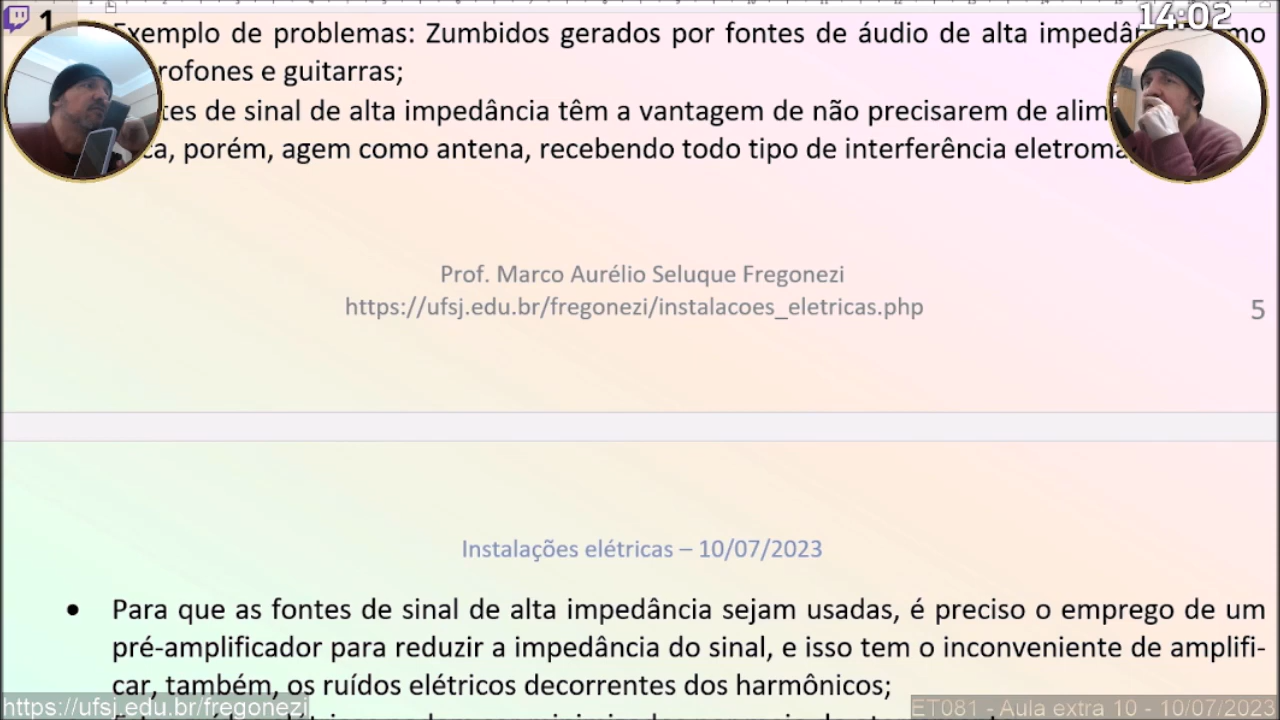 1
14:02
Exemplo de problemas: Zumbidos gerados por fontes de áudio de alta
e guitarras;
de sinal de alta impedância têm a vantagem de não precisarem de
porém, agem como antena, recebendo todo tipo de interferência
Prof. Marco Aurélio Seluque Fregonezi
https://ufsj.edu.br/fregonezi/instalacoes_eletricas.php
5
Instalações elétricas – 10/07/2023
• Para que as fontes de sinal de alta impedância sejam usadas, é preciso o emprego de um
pré-amplificador para reduzir a impedância do sinal, e isso tem o inconveniente de amplifi-
car, também, os ruídos elétricos decorrentes dos harmônicos;
https://ufsj.edu.br/fregonezi
ET081 - Aula extra 10 - 10/07/2023